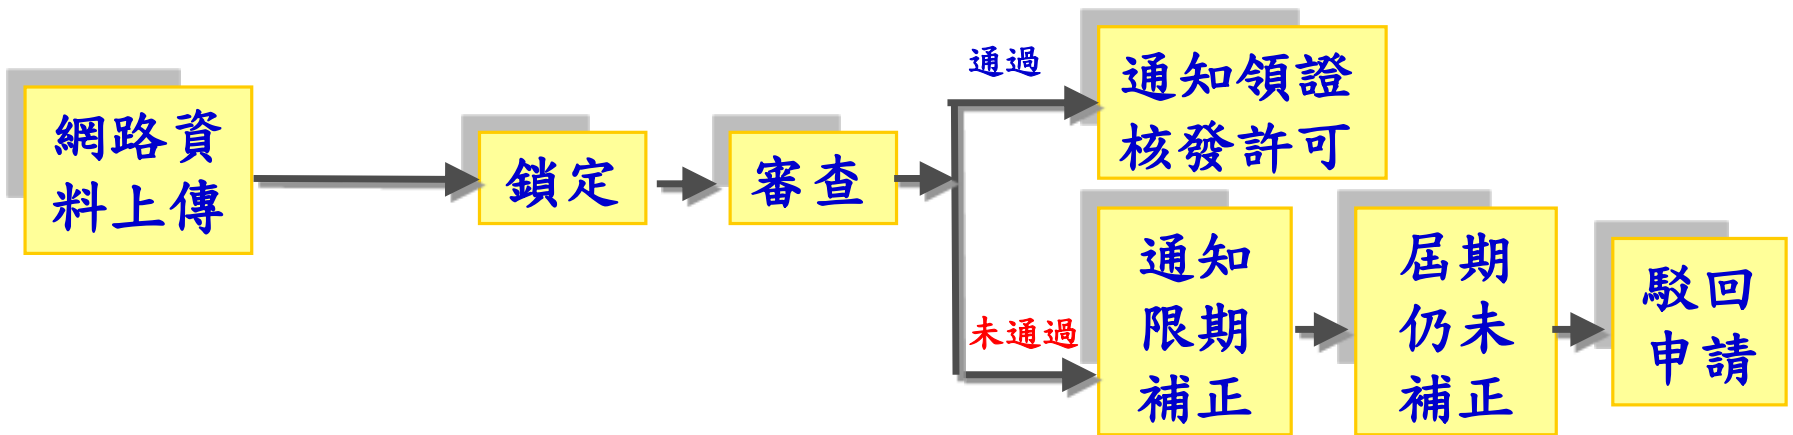 網路資
料上傳
鎖定
審查
通過
通知領證
核發許可
未通過
通知
限期
補正
屆期
仍未
補正
駁回
申請